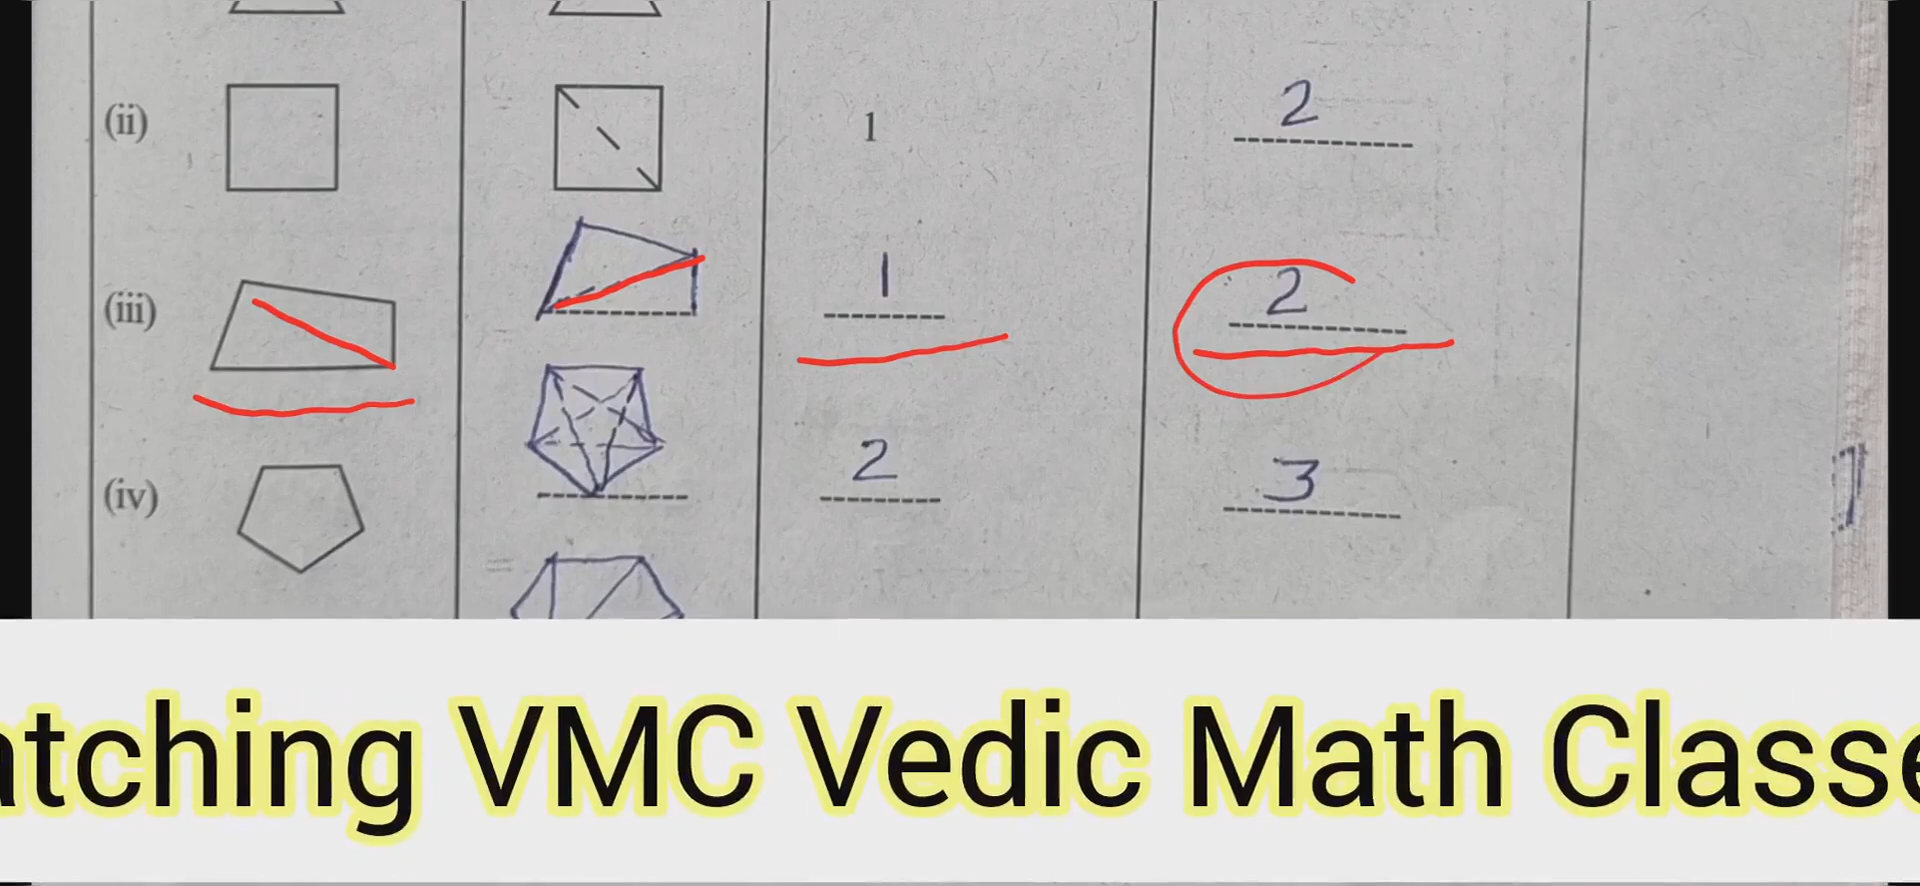 (ii) 1 2
(iii) 1 2
(iv) 2 3
atching VMC Vedic Math Classe